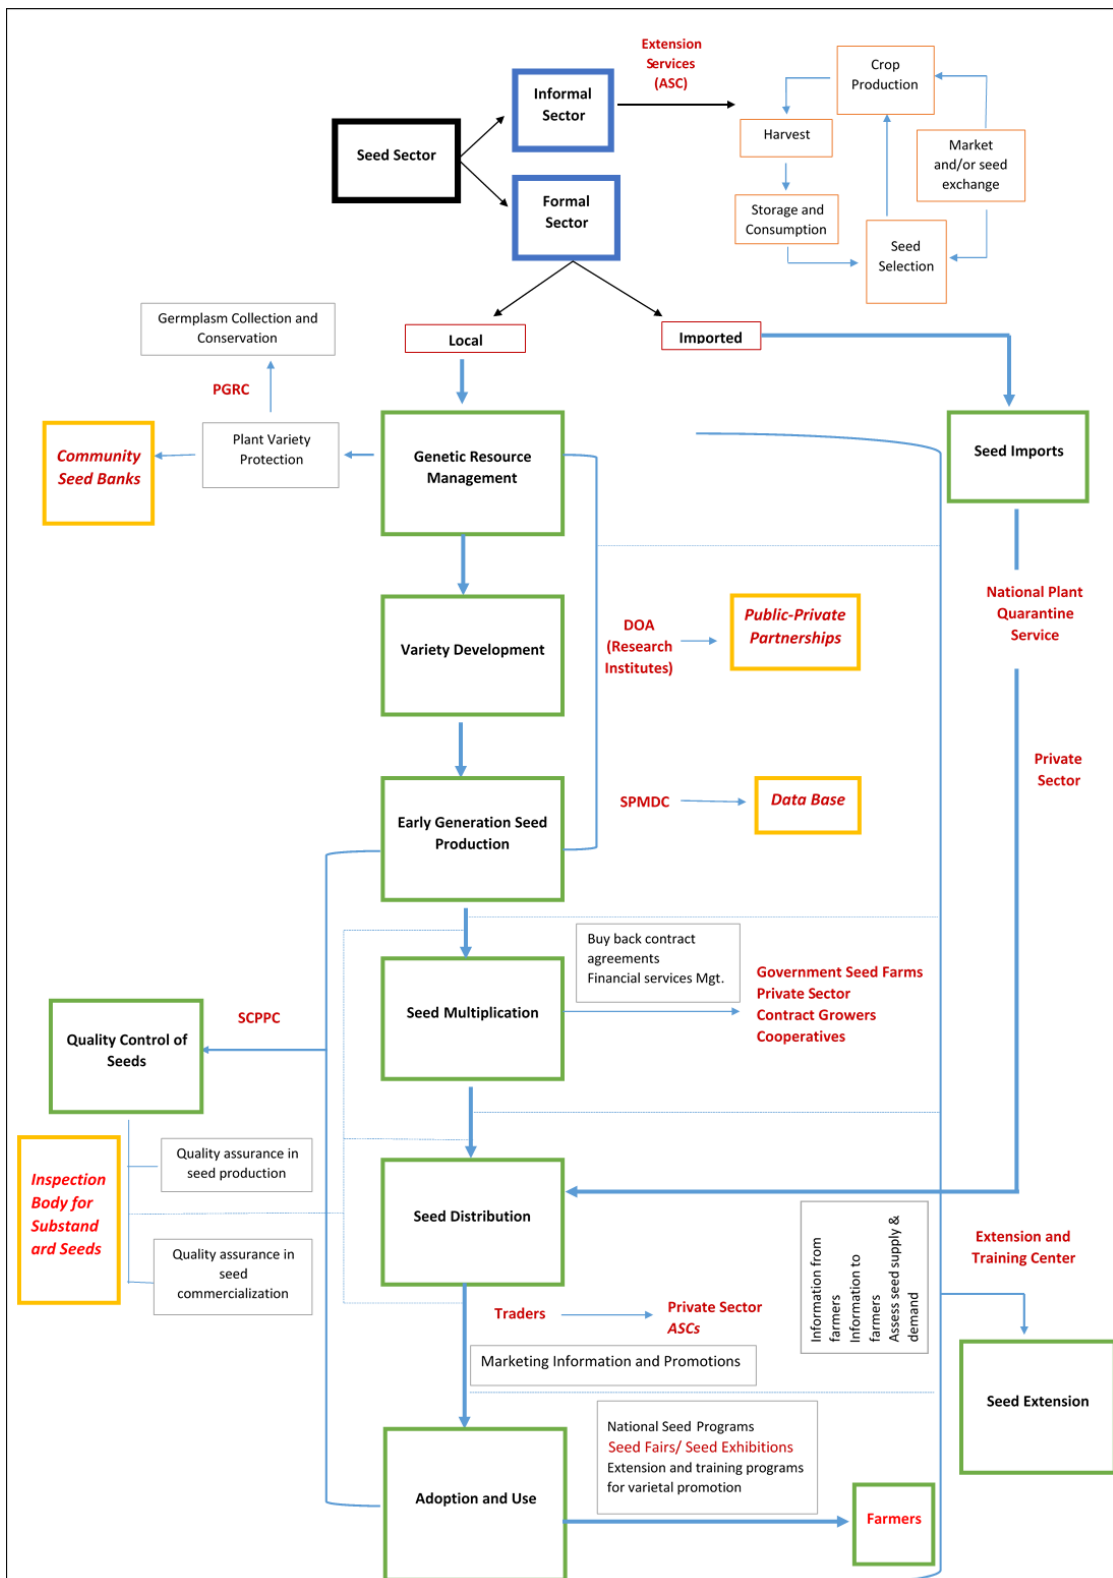 Extension
Services
(ASC)
Informal
Sector
Crop
Production
Harvest
Market
and/or seed
exchange
Seed Sector
Formal
Sector
Storage and
Consumption
Seed
Selection
Germplasm Collection and
Conservation
Local
Imported
PGRC
Community
Seed Banks
Plant Variety
Protection
Genetic Resource
Management
Seed Imports
National Plant
Quarantine
Service
Variety Development
DOA
(Research
Institutes)
Public-Private
Partnerships
Private
Sector
Early Generation Seed
Production
SPMDC
Data Base
Buy back contract
agreements
Financial services Mgt.
Government Seed Farms
Private Sector
Contract Growers
Cooperatives
Seed Multiplication
SCPPC
Quality Control of
Seeds
Quality assurance in
seed production
Inspection
Body for
Substand
ard Seeds
Quality assurance in
seed
commercialization
Seed Distribution
Information from
farmers
Information to
farmers
Assess seed supply &
demand
Extension and
Training Center
Traders
Private Sector
ASCs
Marketing Information and Promotions
Seed Extension
National Seed Programs
Seed Fairs/ Seed Exhibitions
Extension and training programs
for varietal promotion
Adoption and Use
Farmers